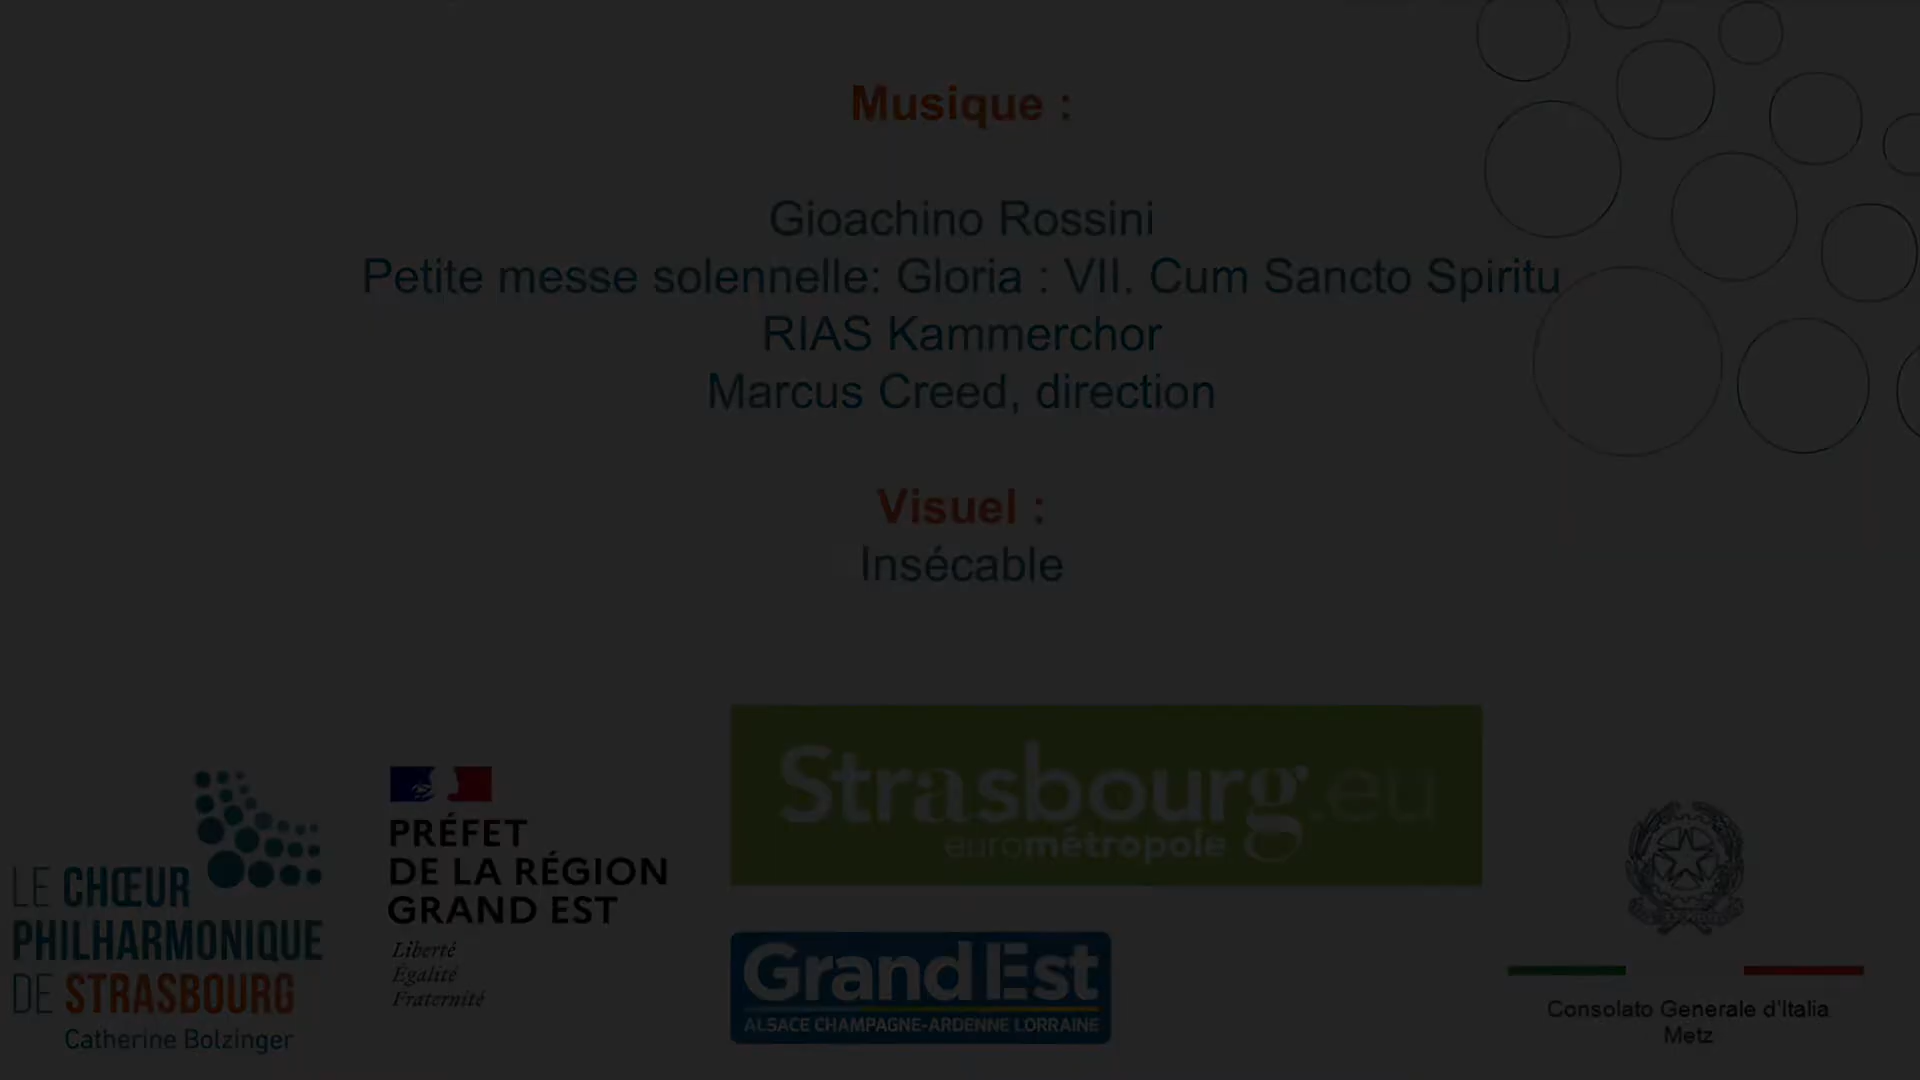 Musique :
Gioachino Rossini
Petite messe solennelle: Gloria : VII. Cum Sancto Spiritu
RIAS Kammerchor
Marcus Creed, direction
Visuel :
Insécable
LE CHŒUR
PHILHARMONIQUE
DE STRASBOURG
Catherine Bolzinger
PRÉFET
DE LA RÉGION
GRAND EST
Liberté
Égalité
Fraternité
Strasbourg.eu
eurométropole
Grand Est
ALSACE CHAMPAGNE-ARDENNE LORRAINE
Consolato Generale d'Italia
Metz